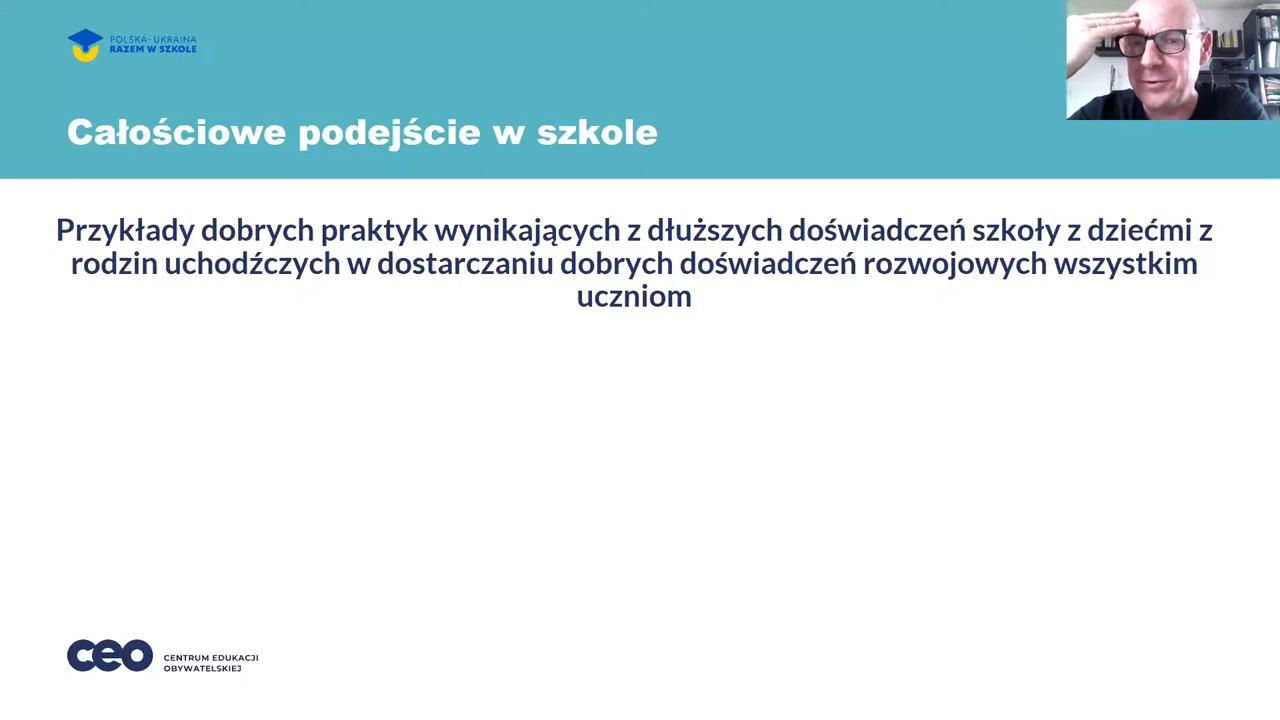 POLSKA-UKRAINA
RAZEM W SZKOLE
Całościowe podejście w szkole
Przykłady dobrych praktyk wynikających z dłuższych doświadczeń szkoły z dziećmi z
rodzin uchodźczych w dostarczaniu dobrych doświadczeń rozwojowych wszystkim
uczniom
ceo
CENTRUM EDUKACJI
OBYWATELSKIEJ